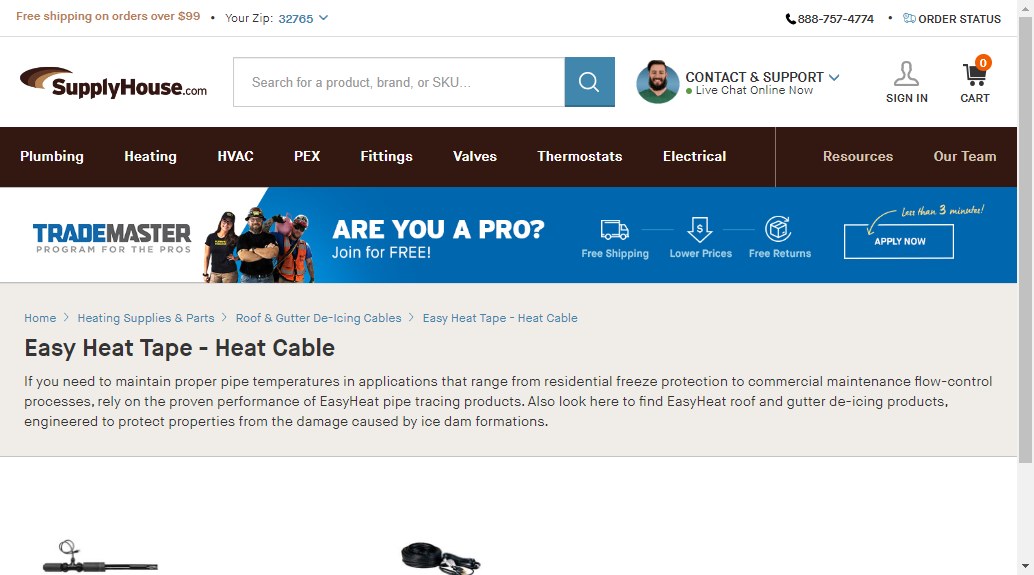 Free shipping on orders over $99 • Your Zip: 32765
888-757-4774 • ORDER STATUS
SupplyHouse.com
Search for a product, brand, or SKU...
CONTACT & SUPPORT
Live Chat Online Now
SIGN IN
0
CART
Plumbing Heating HVAC PEX Fittings Valves Thermostats Electrical Resources Our Team
TRADEMASTER
PROGRAM FOR THE PROS
ARE YOU A PRO?
Join for FREE!
Free Shipping
$
Lower Prices
Free Returns
Less than 3 minutes!
APPLY NOW
Home > Heating Supplies & Parts > Roof & Gutter De-Icing Cables > Easy Heat Tape - Heat Cable
Easy Heat Tape - Heat Cable
If you need to maintain proper pipe temperatures in applications that range from residential freeze protection to commercial maintenance flow-control
processes, rely on the proven performance of EasyHeat pipe tracing products. Also look here to find EasyHeat roof and gutter de-icing products,
engineered to protect properties from the damage caused by ice dam formations.